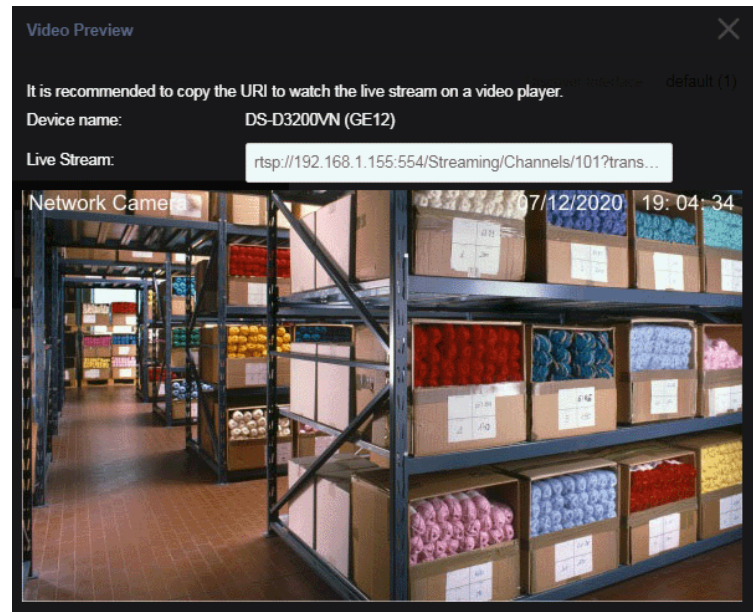 Video Preview
default (1)
It is recommended to copy the URI to watch the live stream on a video player.
Device name: DS-D3200VN (GE12)
Live Stream: rtsp://192.168.1.155:554/Streaming/Channels/101?trans...
Network Camera 07/12/2020 19: 04: 34